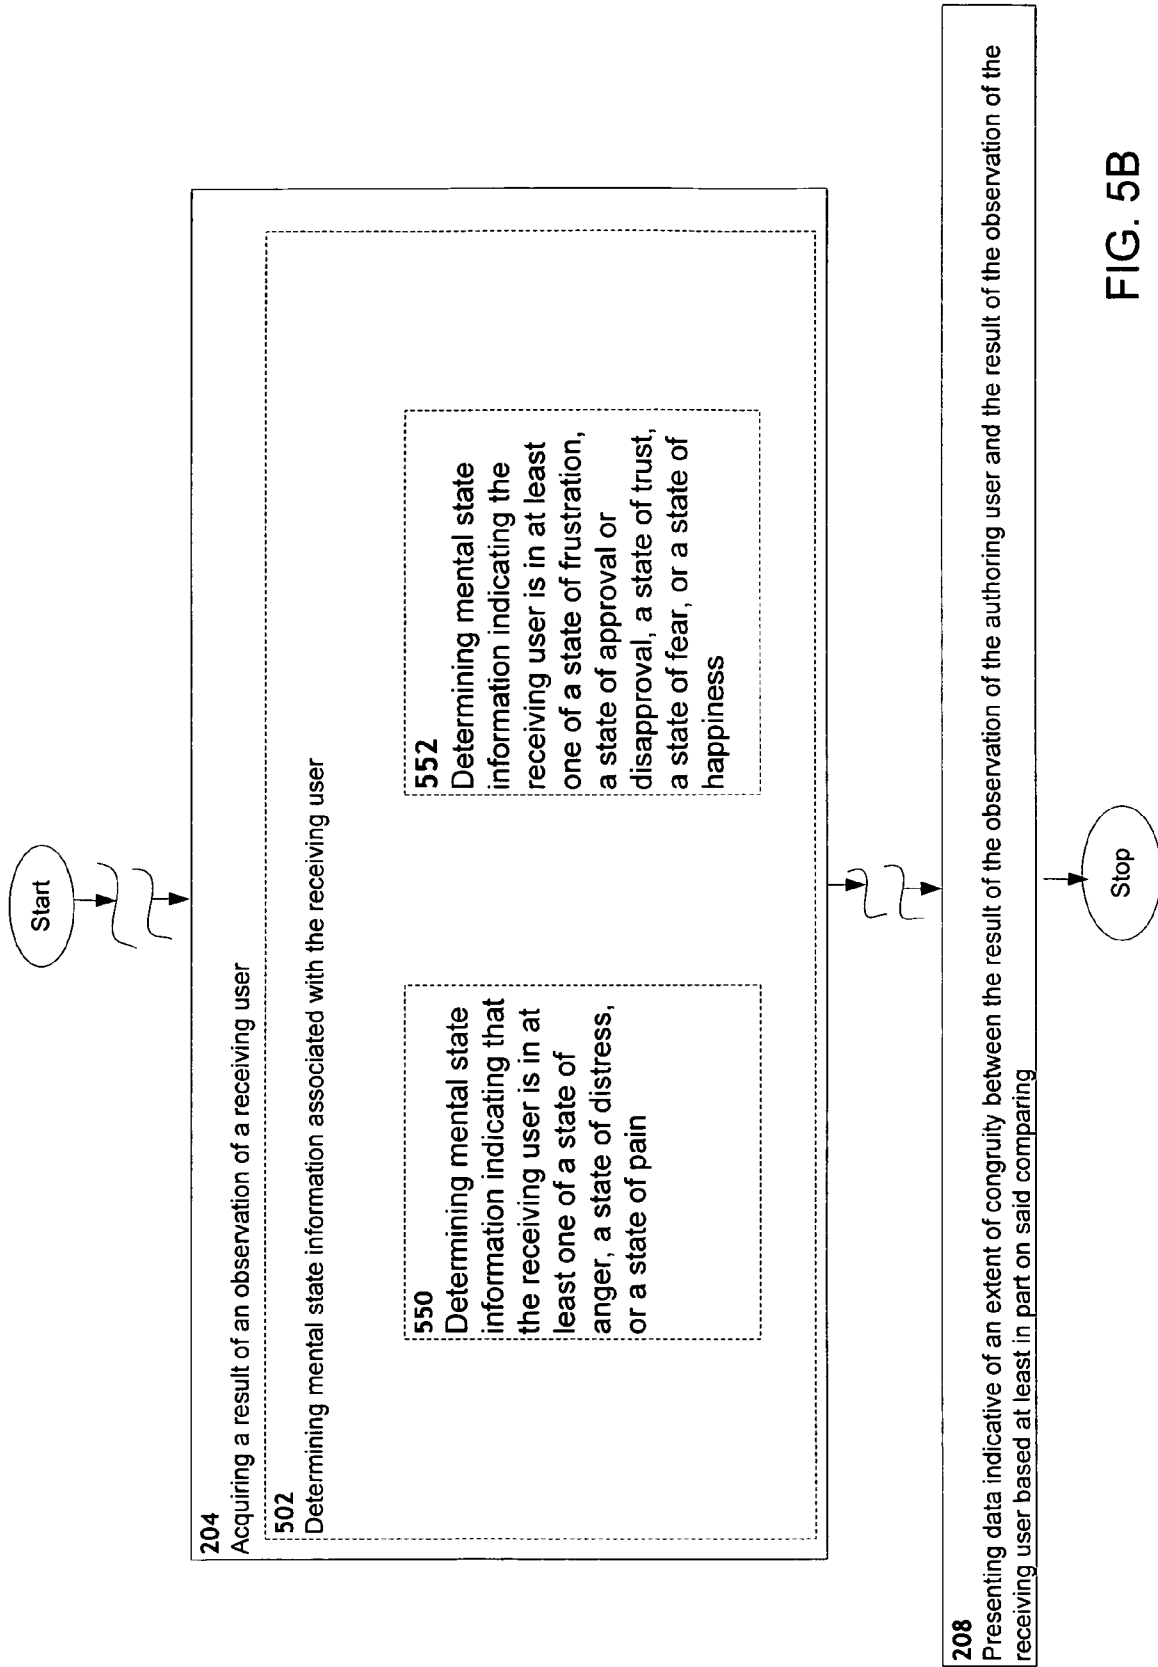 Start
204
Acquiring a result of an observation of a receiving user
502
Determining mental state information associated with the receiving user
550
Determining mental state
information indicating that
the receiving user is in at
least one of a state of
anger, a state of distress,
or a state of pain
552
Determining mental state
information indicating the
receiving user is in at least
one of a state of frustration,
a state of approval or
disapproval, a state of trust,
a state of fear, or a state of
happiness
208
Presenting data indicative of an extent of congruity between the result of the observation of the authoring user and the result of the observation of the
receiving user based at least in part on said comparing
Stop
FIG. 5B